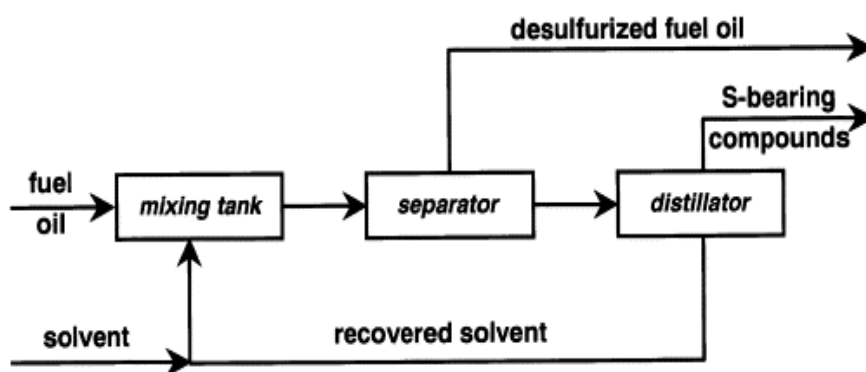 desulfurized fuel oil
S-bearing
compounds
fuel
oil
mixing tank
separator
distillator
solvent
recovered solvent